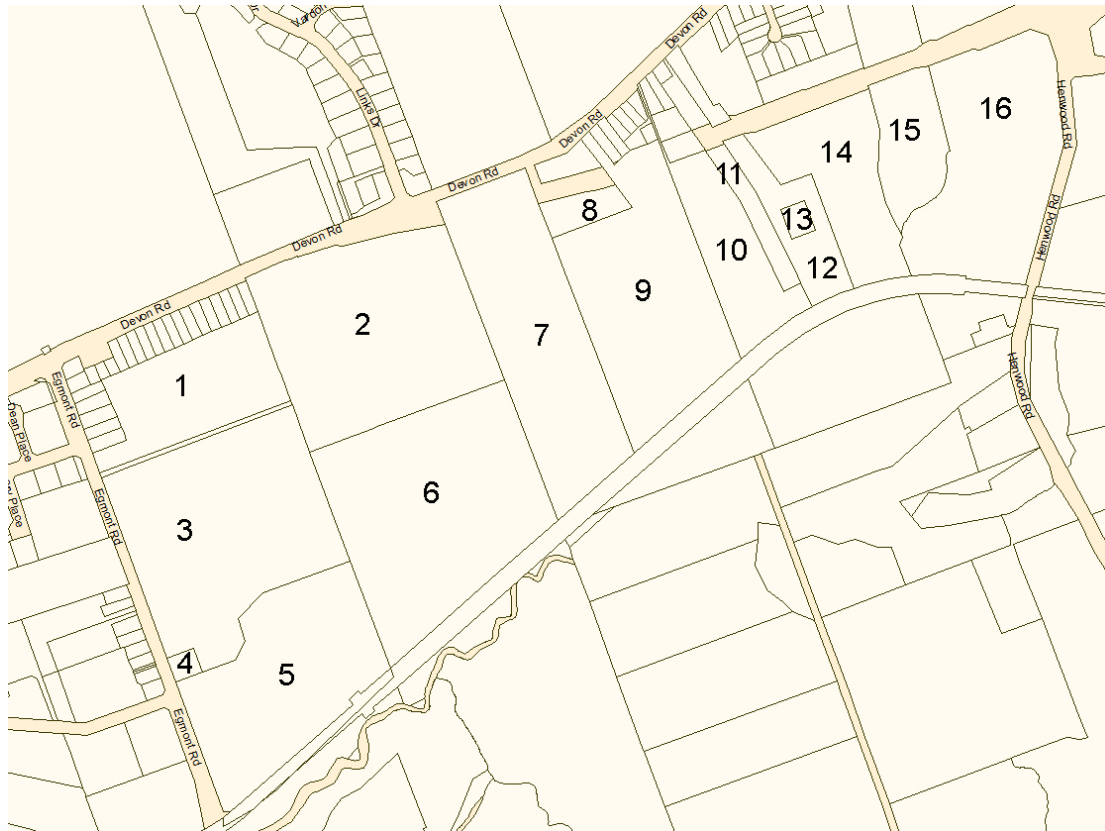 Vardon
Dr
Devon Rd
Links Dr
Devon Rd
Henwood Rd
16
15
14
11
Devon Rd
8
13
Henwood Rd
Devon Rd
10
12
9
Devon Rd
2
7
1
Egmont Rd
Henwood Rd
Dean Place
6
Place
Egmont Rd
3
4
5
Egmont Rd